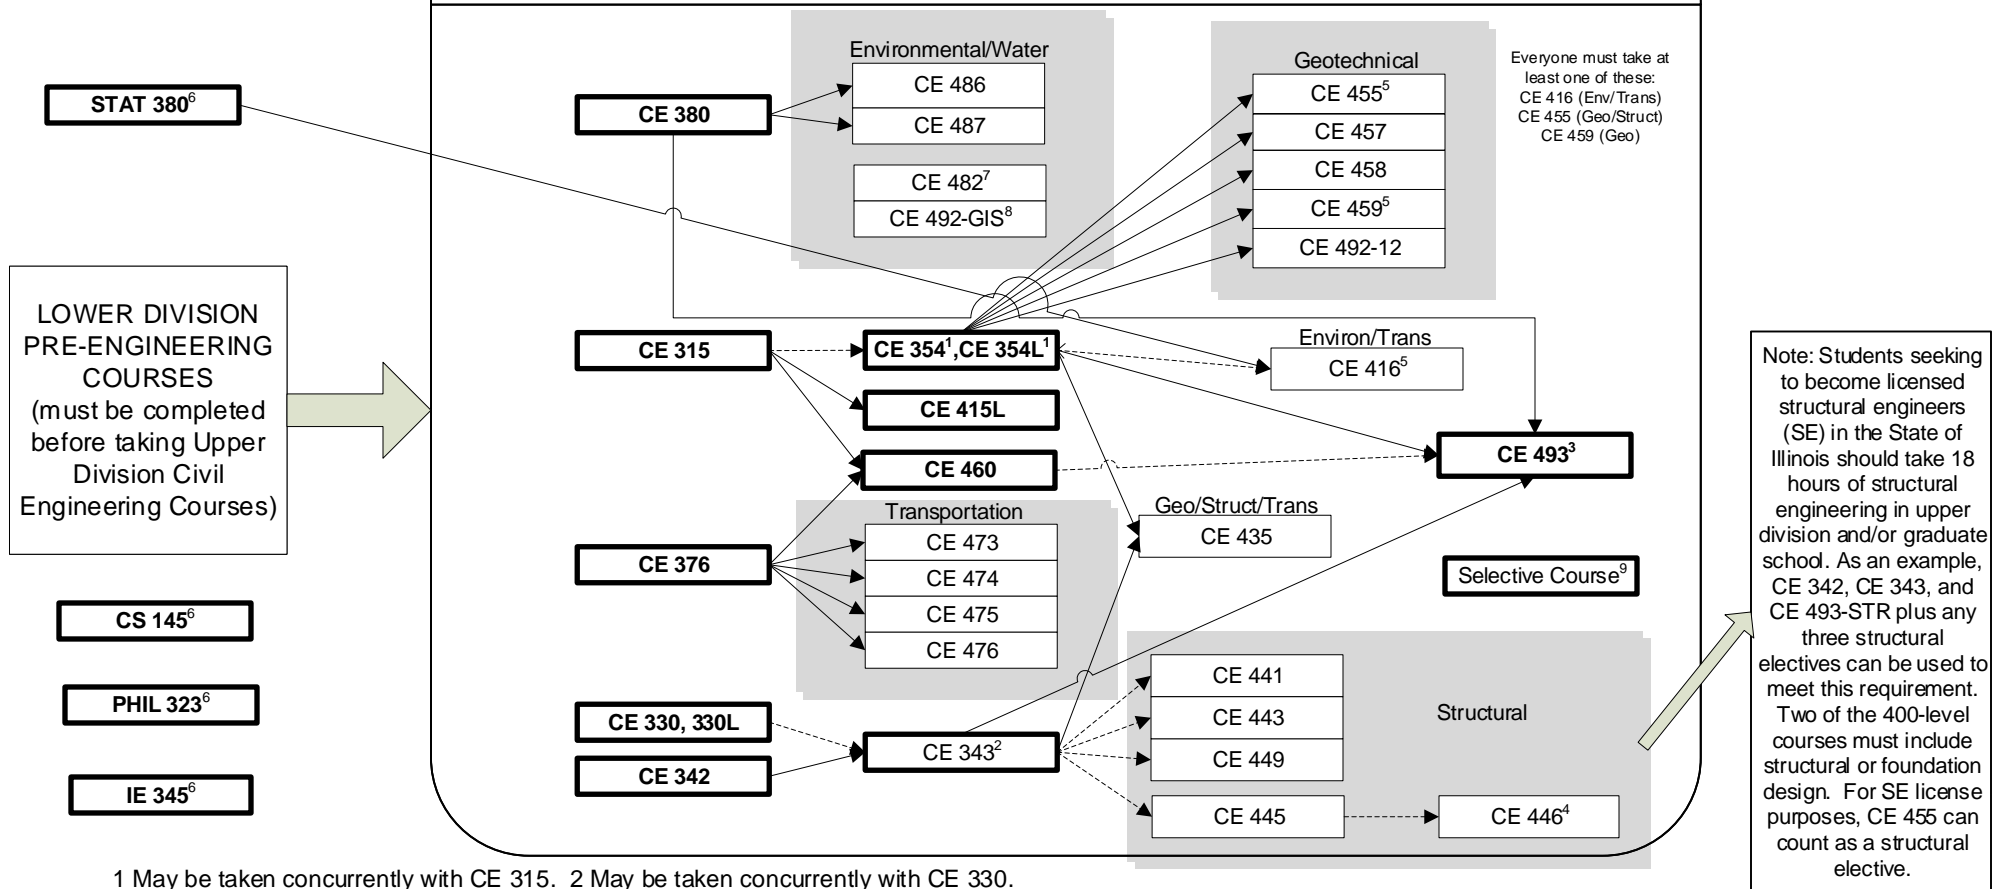 STAT 380⁶
LOWER DIVISION
PRE-ENGINEERING
COURSES
(must be completed
before taking Upper
Division Civil
Engineering Courses)
CS 145⁶
PHIL 323⁶
IE 345⁶
CE 380
CE 315
CE 376
CE 330, 330L
CE 342
Environmental/Water
CE 486
CE 487
CE 482⁷
CE 492-GIS⁸
CE 354¹,CE 354L¹
CE 415L
CE 460
Transportation
CE 473
CE 474
CE 475
CE 476
CE 343²
Geotechnical
CE 455⁵
CE 457
CE 458
CE 459⁵
CE 492-12
Everyone must take at
least one of these:
CE 416 (Env/Trans)
CE 455 (Geo/Struct)
CE 459 (Geo)
Environ/Trans
CE 416⁵
CE 493³
Geo/Struct/Trans
CE 435
Selective Course⁹
Structural
CE 441
CE 443
CE 449
CE 445
CE 446⁴
Note: Students seeking
to become licensed
structural engineers
(SE) in the State of
Illinois should take 18
hours of structural
engineering in upper
division and/or graduate
school. As an example,
CE 342, CE 343, and
CE 493-STR plus any
three structural
electives can be used to
meet this requirement.
Two of the 400-level
courses must include
structural or foundation
design. For SE license
purposes, CE 455 can
count as a structural
elective.
1 May be taken concurrently with CE 315. 2 May be taken concurrently with CE 330.